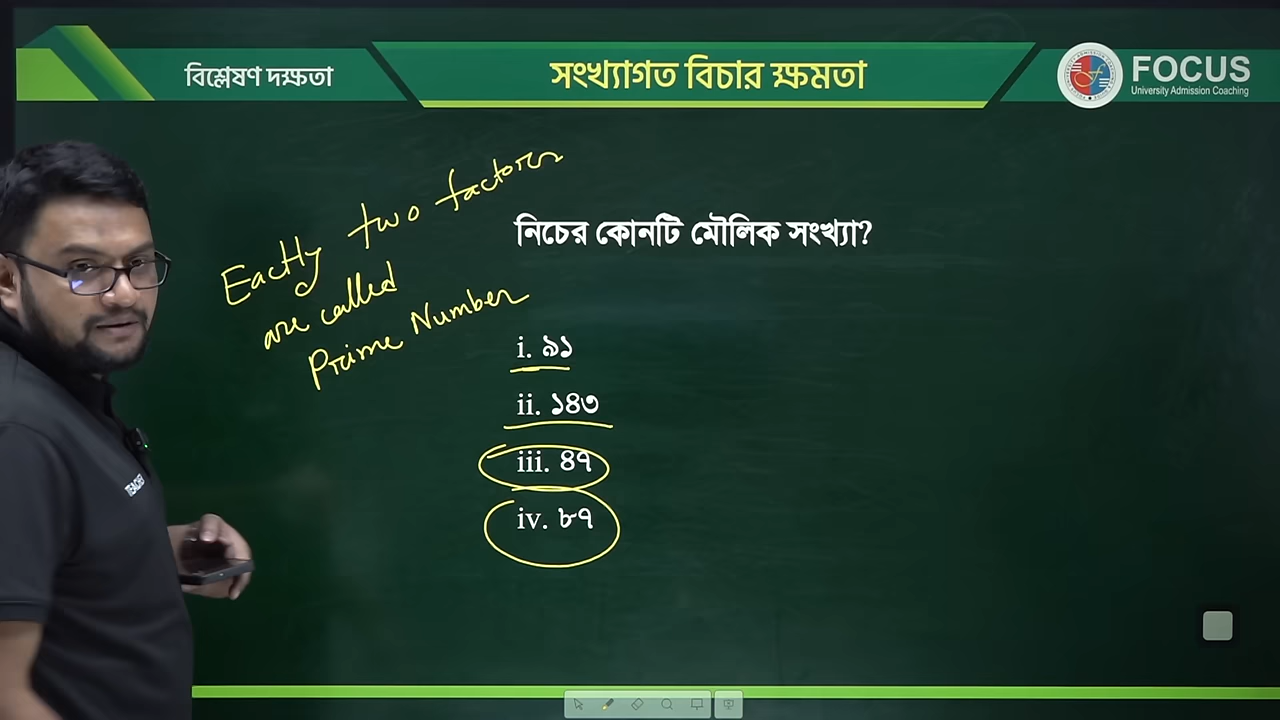 বিশ্লেষণ দক্ষতা
সংখ্যাগত বিচার ক্ষমতা
FOCUS
University Admission Coaching
Eactly two factores
are called
Prime Number
নিচের কোনটি মৌলিক সংখ্যা?
i. ৯১
ii. ১৪৩
iii. ৪৭
iv. ৮৭